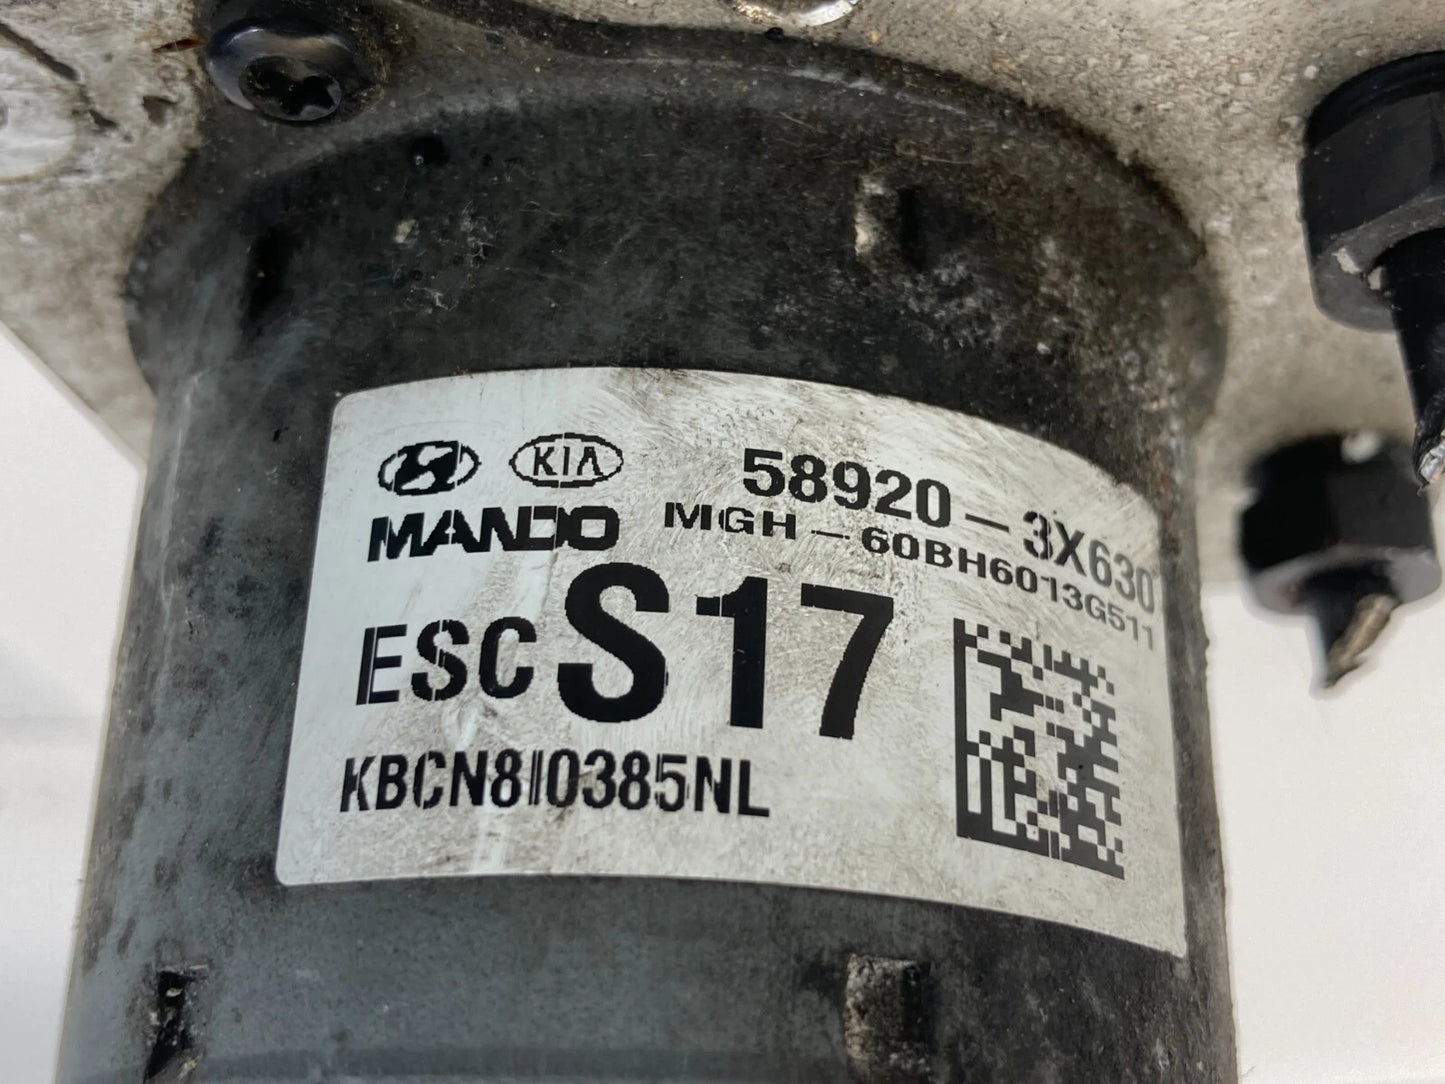 KIA 58920-3X630
MANDO MGH-60BH6013G511
ESC S17
KBCN8I0385NL